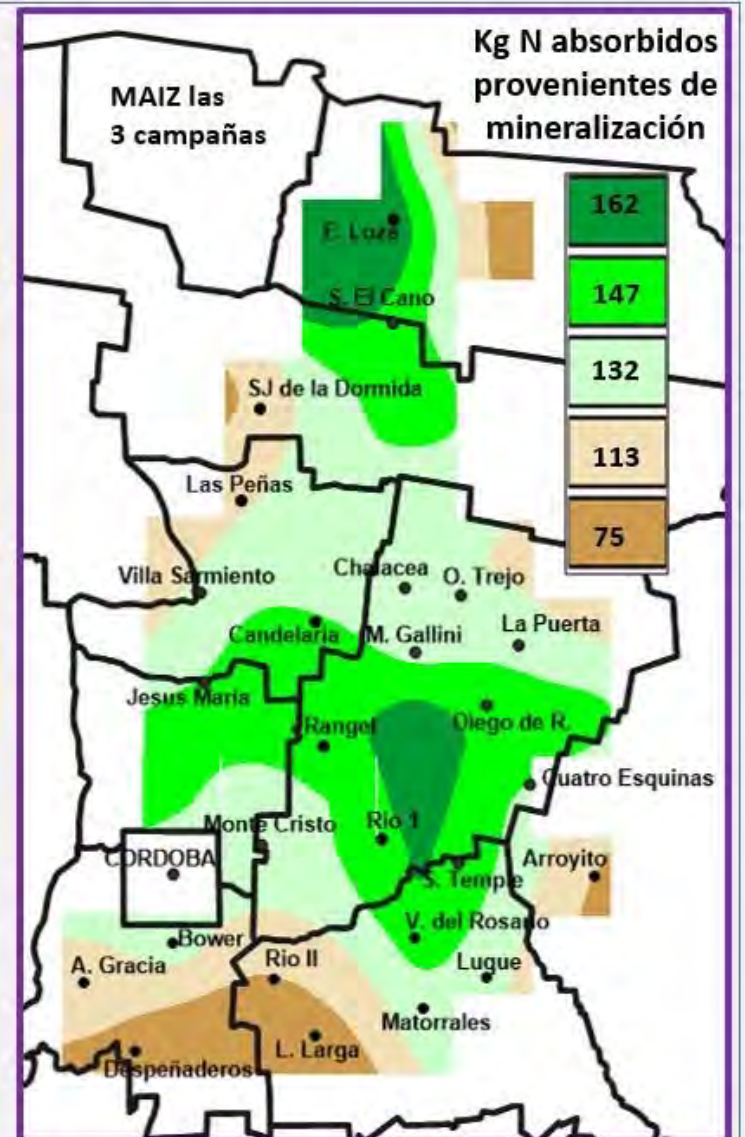 Kg N absorbidos
provenientes de
mineralización
MAIZ las
3 campañas
162
147
132
113
75
E. Loza
S. El Cano
SJ de la Dormida
Las Peñas
Villa Sarmiento
Chalacea
O. Trejo
Candelaria
M. Gallini
La Puerta
Jesus Maria
Rangel
Diego de R.
Cuatro Esquinas
Monte Cristo
Rio 1
CORDOBA
Arroyito
S. Temple
V. del Rosario
Bower
A. Gracia
Rio II
Luque
Matorrales
L. Larga
Despeñaderos